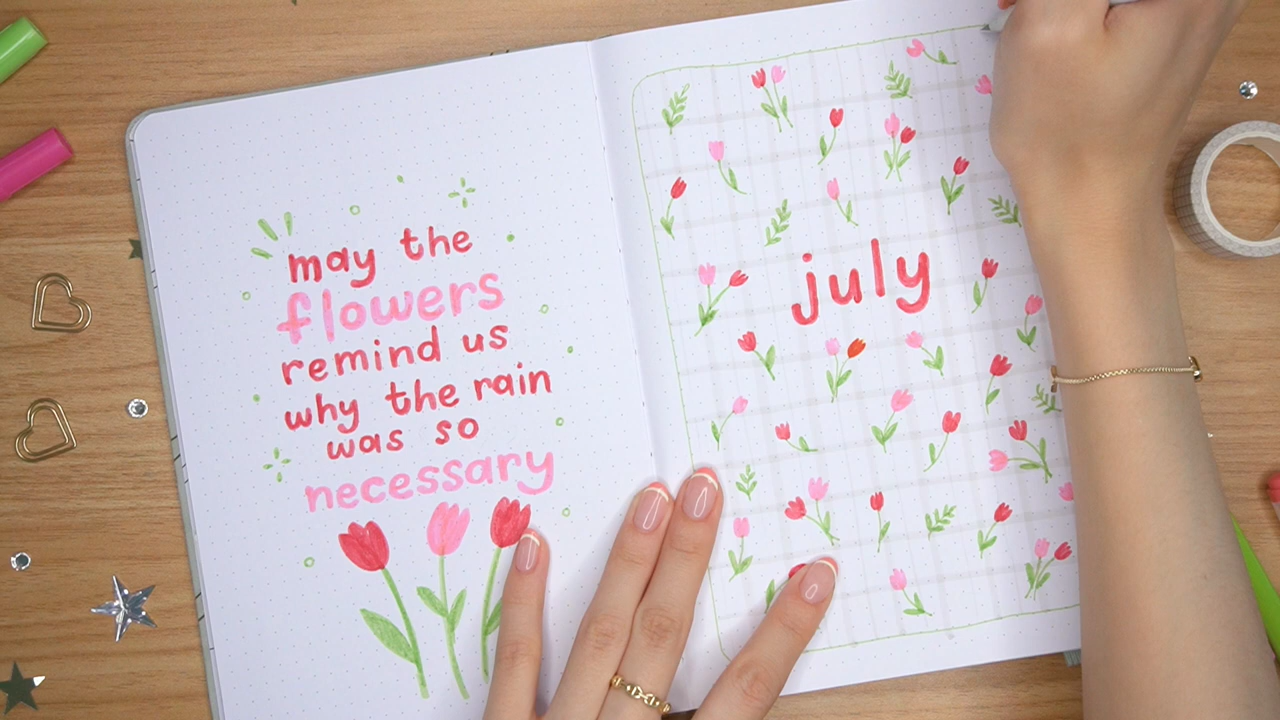 may the
flowers
remind us
why the rain
was so
necessary
july